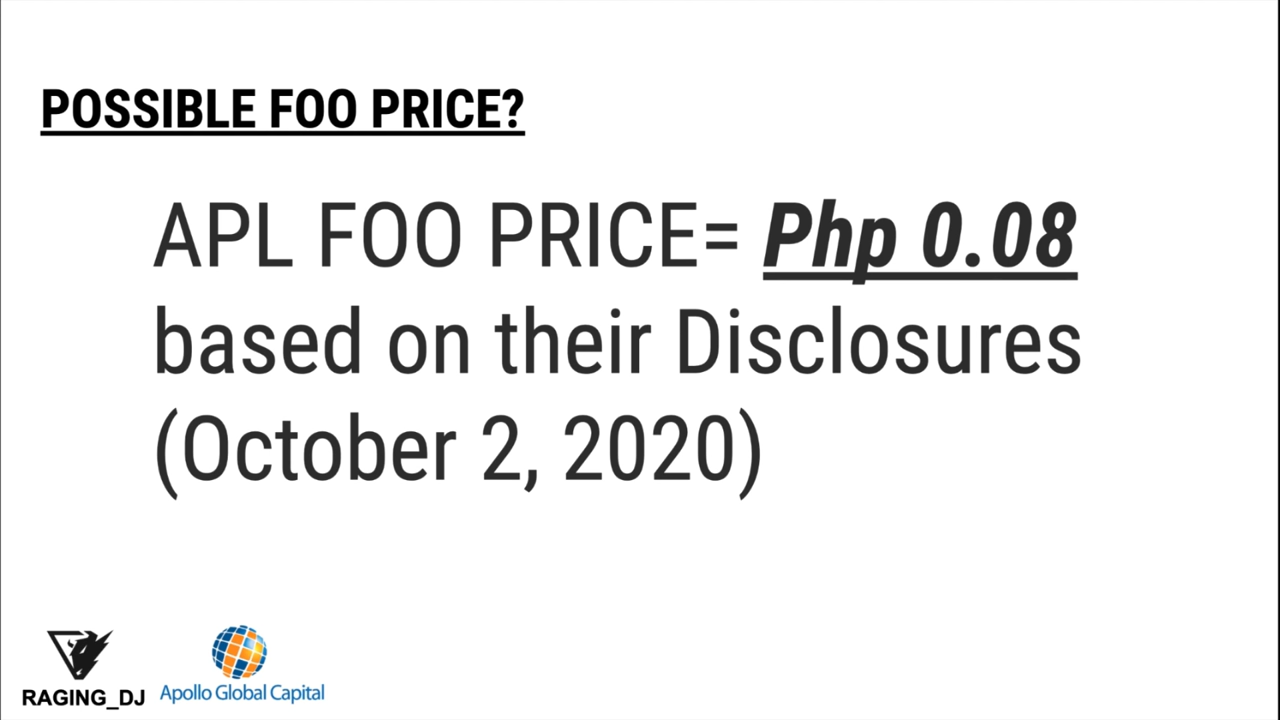 POSSIBLE FOO PRICE?
APL FOO PRICE= Php 0.08
based on their Disclosures
(October 2, 2020)
RAGING_DJ
Apollo Global Capital